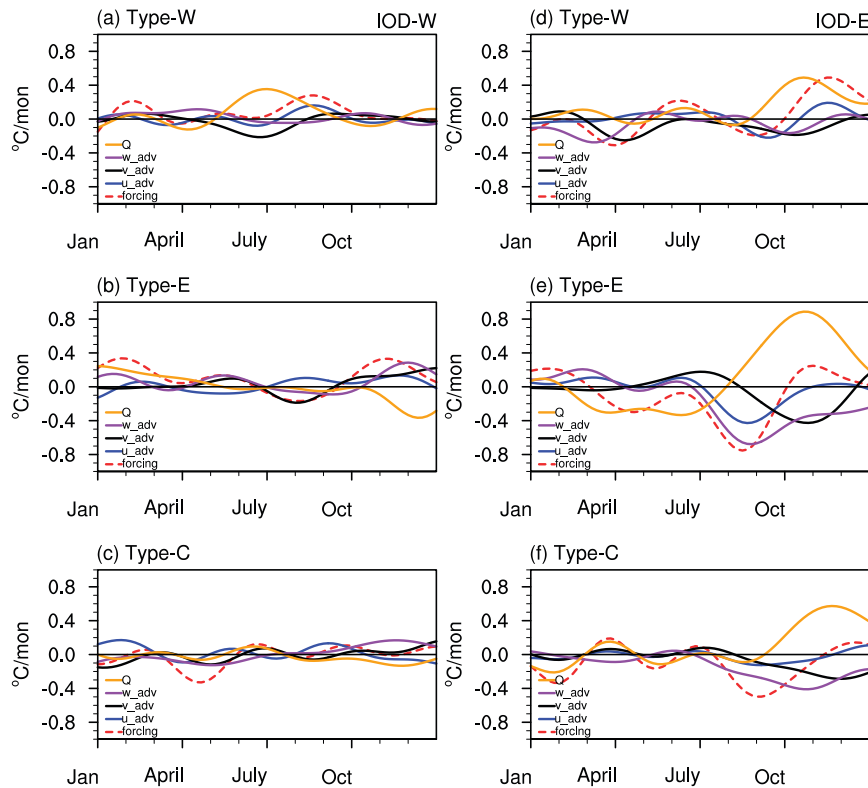 (a) Type-W IOD-W
0.8
0.4
0.0
-0.4
-0.8
°C/mon
Q
w_adv
v_adv
u_adv
forcing
Jan April July Oct
(d) Type-W IOD-E
0.8
0.4
0.0
-0.4
-0.8
°C/mon
Q
w_adv
v_adv
u_adv
forcing
Jan April July Oct
(b) Type-E
0.8
0.4
0.0
-0.4
-0.8
°C/mon
Q
w_adv
v_adv
u_adv
forcing
Jan April July Oct
(e) Type-E
0.8
0.4
0.0
-0.4
-0.8
°C/mon
Q
w_adv
v_adv
u_adv
forcing
Jan April July Oct
(c) Type-C
0.8
0.4
0.0
-0.4
-0.8
°C/mon
Q
w_adv
v_adv
u_adv
forcing
Jan April July Oct
(f) Type-C
0.8
0.4
0.0
-0.4
-0.8
°C/mon
Q
w_adv
v_adv
u_adv
forcing
Jan April July Oct